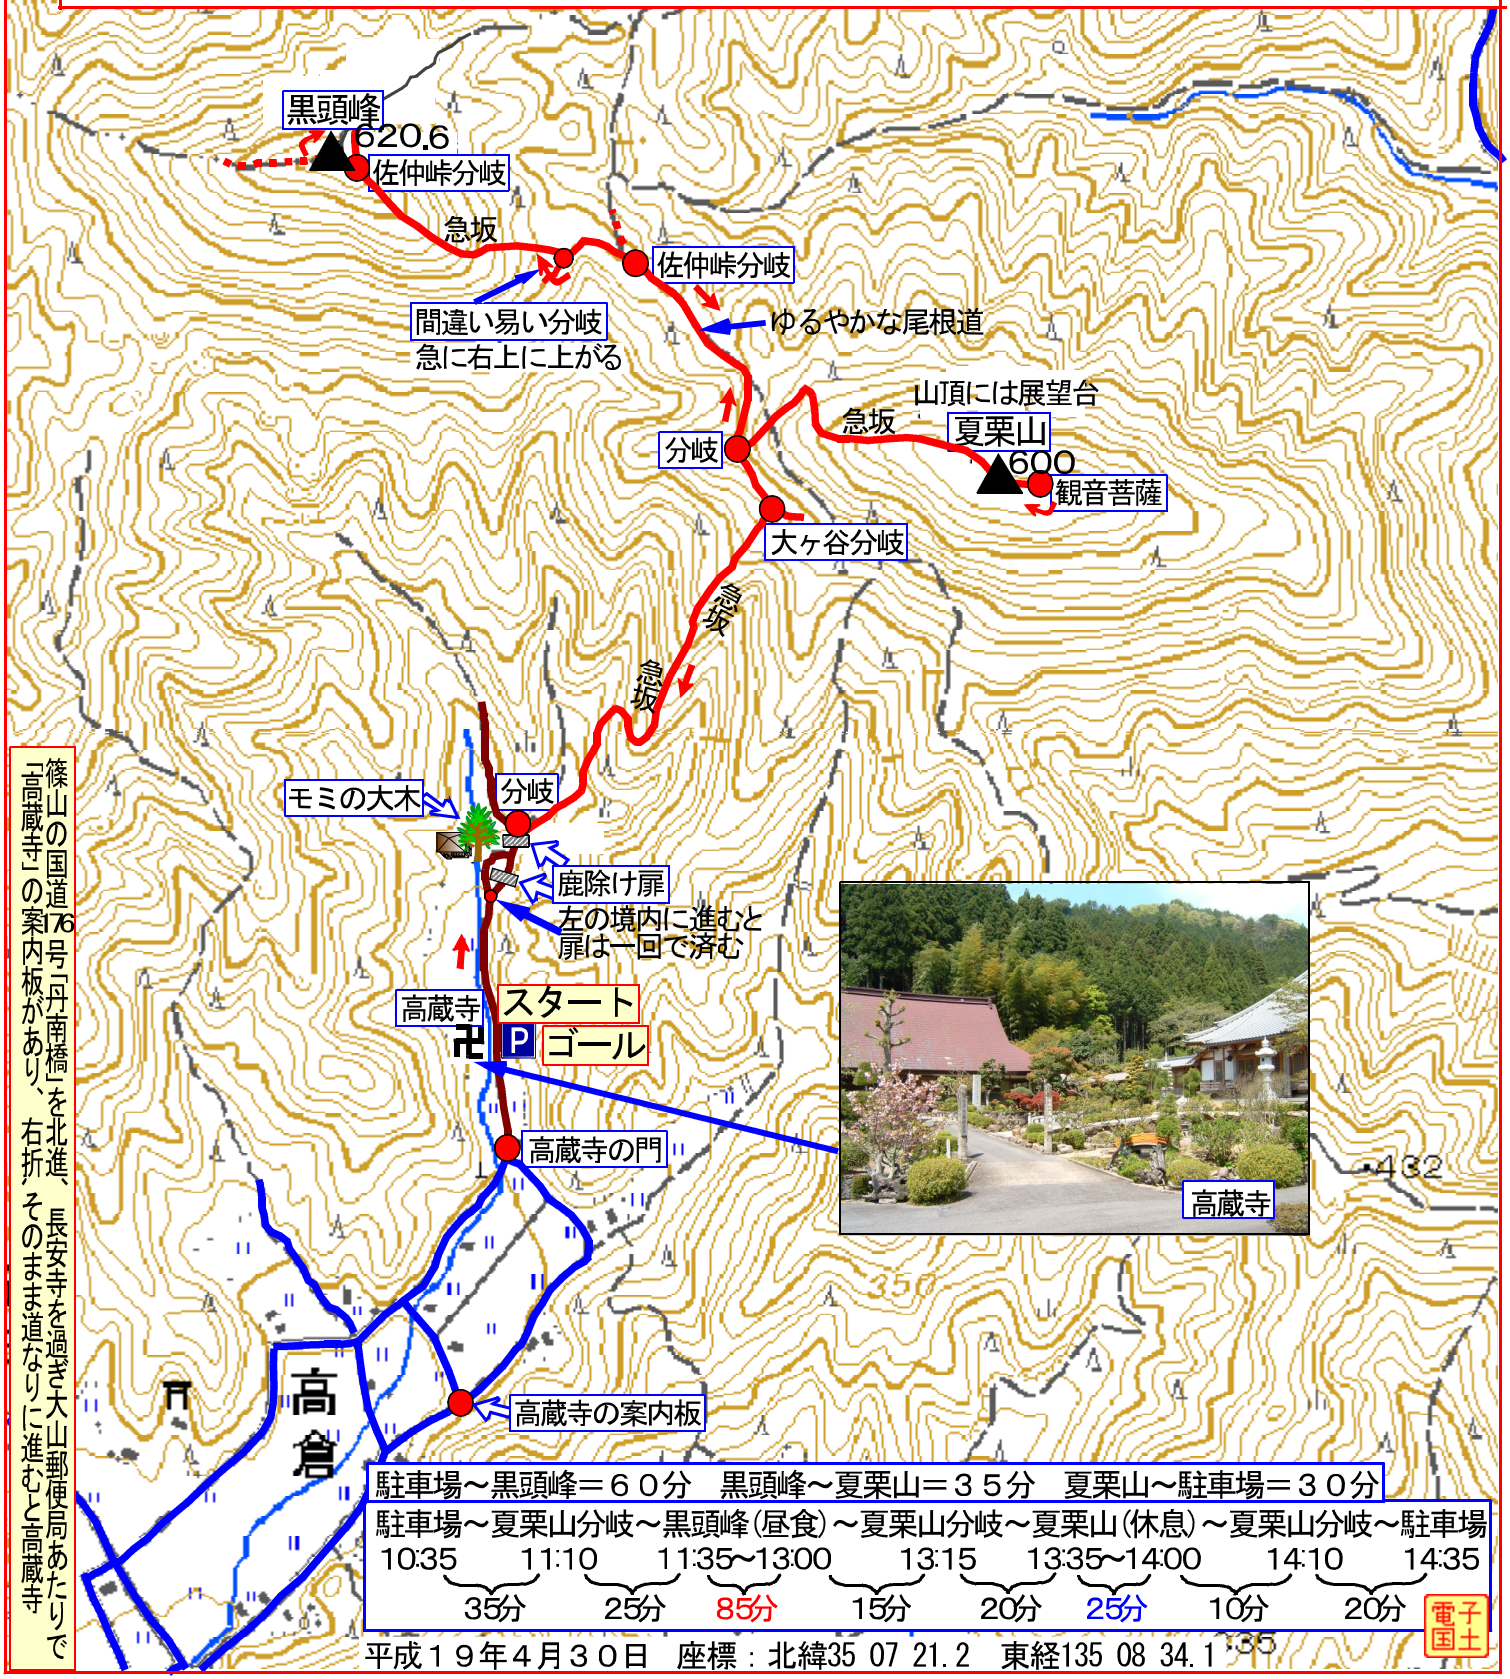 黒頭峰
620.6
佐仲峠分岐
急坂
佐仲峠分岐
間違い易い分岐
急に右上に上がる
ゆるやかな尾根道
山頂には展望台
急坂
夏栗山
600
分岐
観音菩薩
大ヶ谷分岐
急坂
急坂
分岐
モミの大木
鹿除け扉
左の境内に進むと
扉は一回で済む
高蔵寺
スタート
P
ゴール
高蔵寺の門
高蔵寺
432
350
高蔵寺の案内板
高倉
篠山の国道176号「丹南橋」を北進、長安寺を過ぎ大山郵便局あたりで
「高蔵寺」の案内板があり、右折、そのまま道なりに進むと高蔵寺
駐車場～黒頭峰＝６０分　黒頭峰～夏栗山＝３５分　夏栗山～駐車場＝３０分
駐車場～夏栗山分岐～黒頭峰(昼食)～夏栗山分岐～夏栗山(休息)～夏栗山分岐～駐車場
10:35 11:10 11:35～13:00 13:15 13:35～14:00 14:10 14:35
35分 25分 85分 15分 20分 25分 10分 20分
電子
国土
平成１９年４月３０日　座標：北緯35 07 21.2　東経135 08 34.1